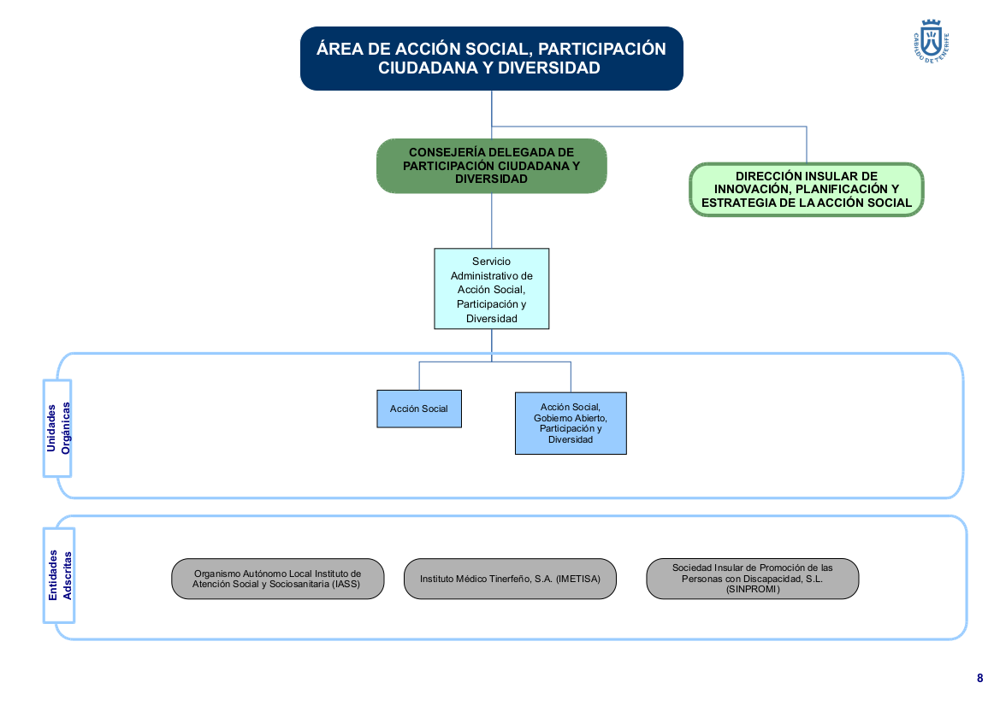 ÁREA DE ACCIÓN SOCIAL, PARTICIPACIÓN
CIUDADANA Y DIVERSIDAD
CABILDO DE TENERIFE
CONSEJERÍA DELEGADA DE
PARTICIPACIÓN CIUDADANA Y
DIVERSIDAD
DIRECCIÓN INSULAR DE
INNOVACIÓN, PLANIFICACIÓN Y
ESTRATEGIA DE LA ACCIÓN SOCIAL
Servicio
Administrativo de
Acción Social,
Participación y
Diversidad
Unidades
Orgánicas
Acción Social
Acción Social,
Gobierno Abierto,
Participación y
Diversidad
Entidades
Adscritas
Organismo Autónomo Local Instituto de
Atención Social y Sociosanitaria (IASS)
Instituto Médico Tinerfeño, S.A. (IMETISA)
Sociedad Insular de Promoción de las
Personas con Discapacidad, S.L.
(SINPROMI)
8